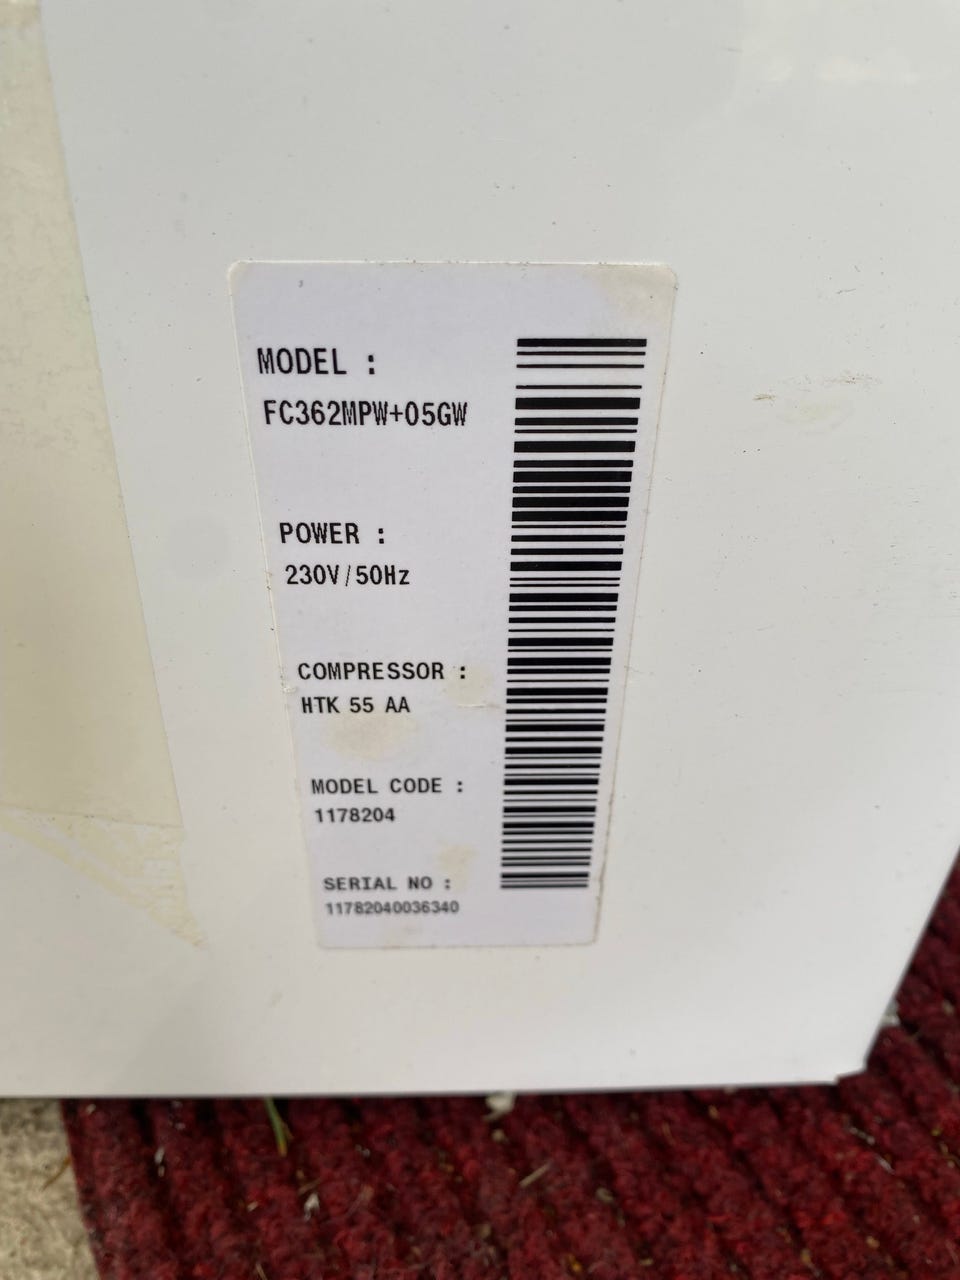 MODEL :
FC362MPW+05GW
POWER :
230V/50Hz
COMPRESSOR :
HTK 55 AA
MODEL CODE :
1178204
SERIAL NO :
11782040036340